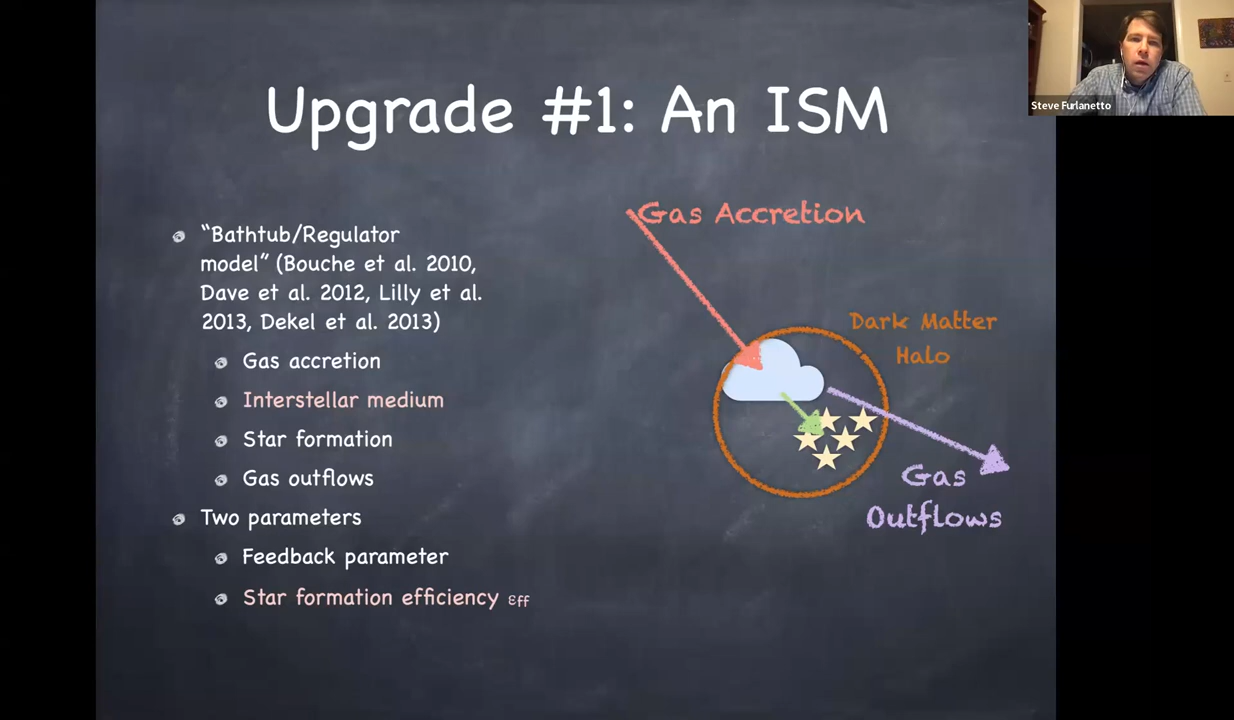 Steve Furlanetto
Upgrade #1: An ISM
“Bathtub/Regulator
model” (Bouche et al. 2010,
Dave et al. 2012, Lilly et al.
2013, Dekel et al. 2013)
Gas accretion
Interstellar medium
Star formation
Gas outflows
Two parameters
Feedback parameter
Star formation efficiency εff
Gas Accretion
Dark Matter
Halo
Gas
Outflows